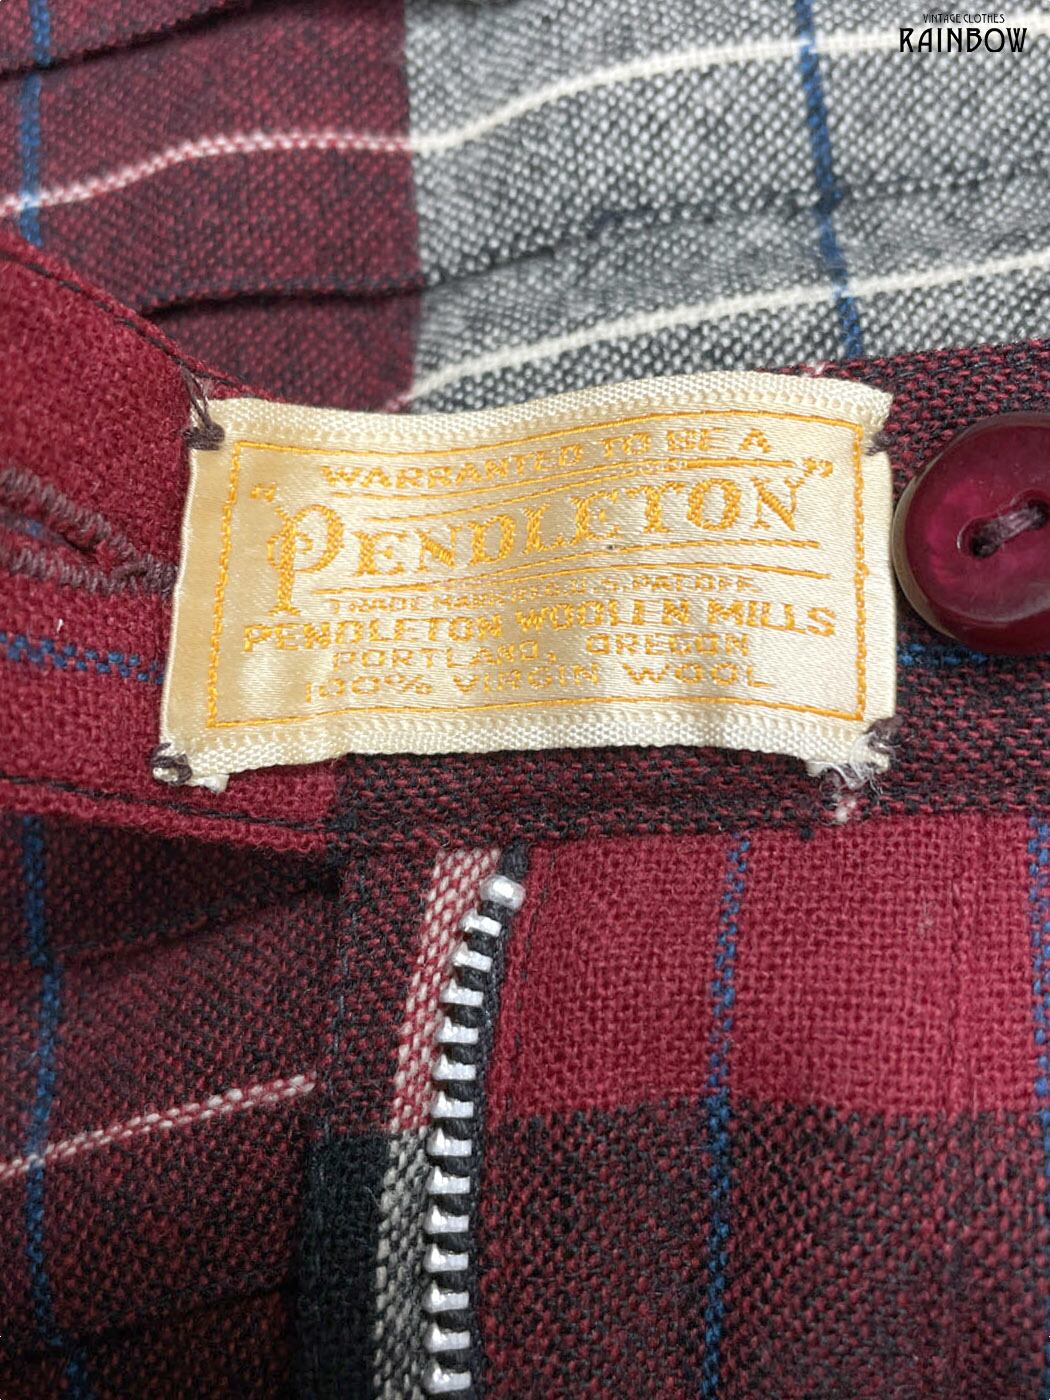 VINTAGE CLOTHES
RAINBOW
WARRANTED TO BE A
"PENDLETON"
TRADE MARK-REG. U.S. PAT. OFF.
PENDLETON WOOLEN MILLS
PORTLAND, OREGON
100% VIRGIN WOOL